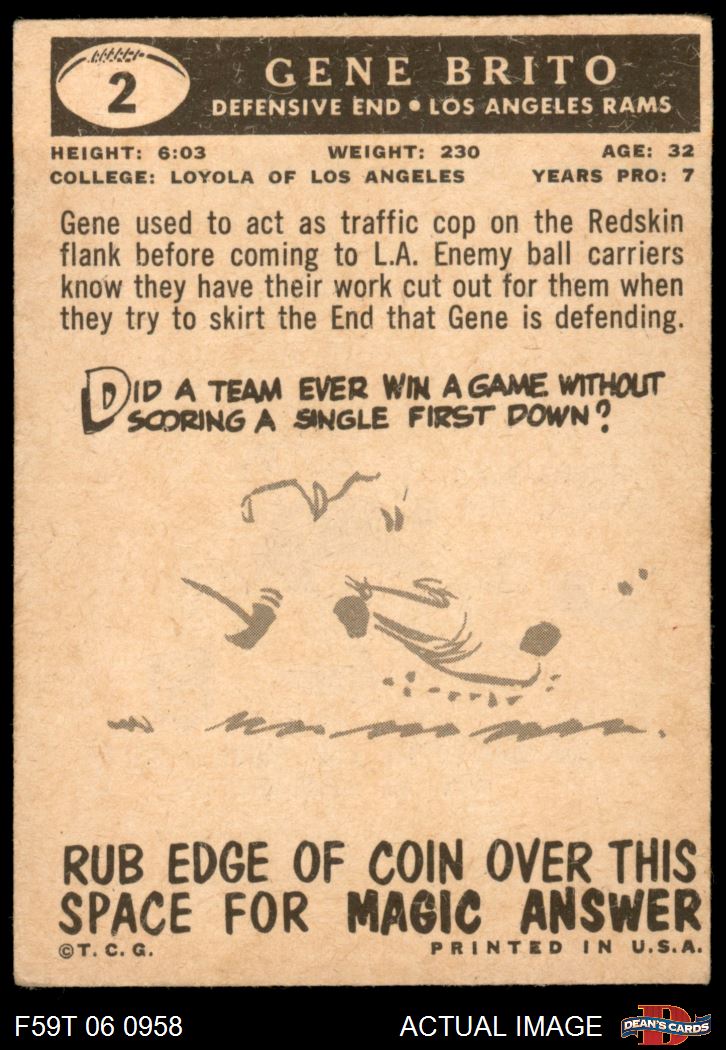 2
GENE BRITO
DEFENSIVE END • LOS ANGELES RAMS
HEIGHT: 6:03 WEIGHT: 230 AGE: 32
COLLEGE: LOYOLA OF LOS ANGELES YEARS PRO: 7
Gene used to act as traffic cop on the Redskin
flank before coming to L.A. Enemy ball carriers
know they have their work cut out for them when
they try to skirt the End that Gene is defending.
DID A TEAM EVER WIN A GAME WITHOUT
SCORING A SINGLE FIRST DOWN?
RUB EDGE OF COIN OVER THIS
SPACE FOR MAGIC ANSWER
©T. C. G. PRINTED IN U.S.A.
F59T 06 0958 ACTUAL IMAGE
D
DEAN'S CARDS